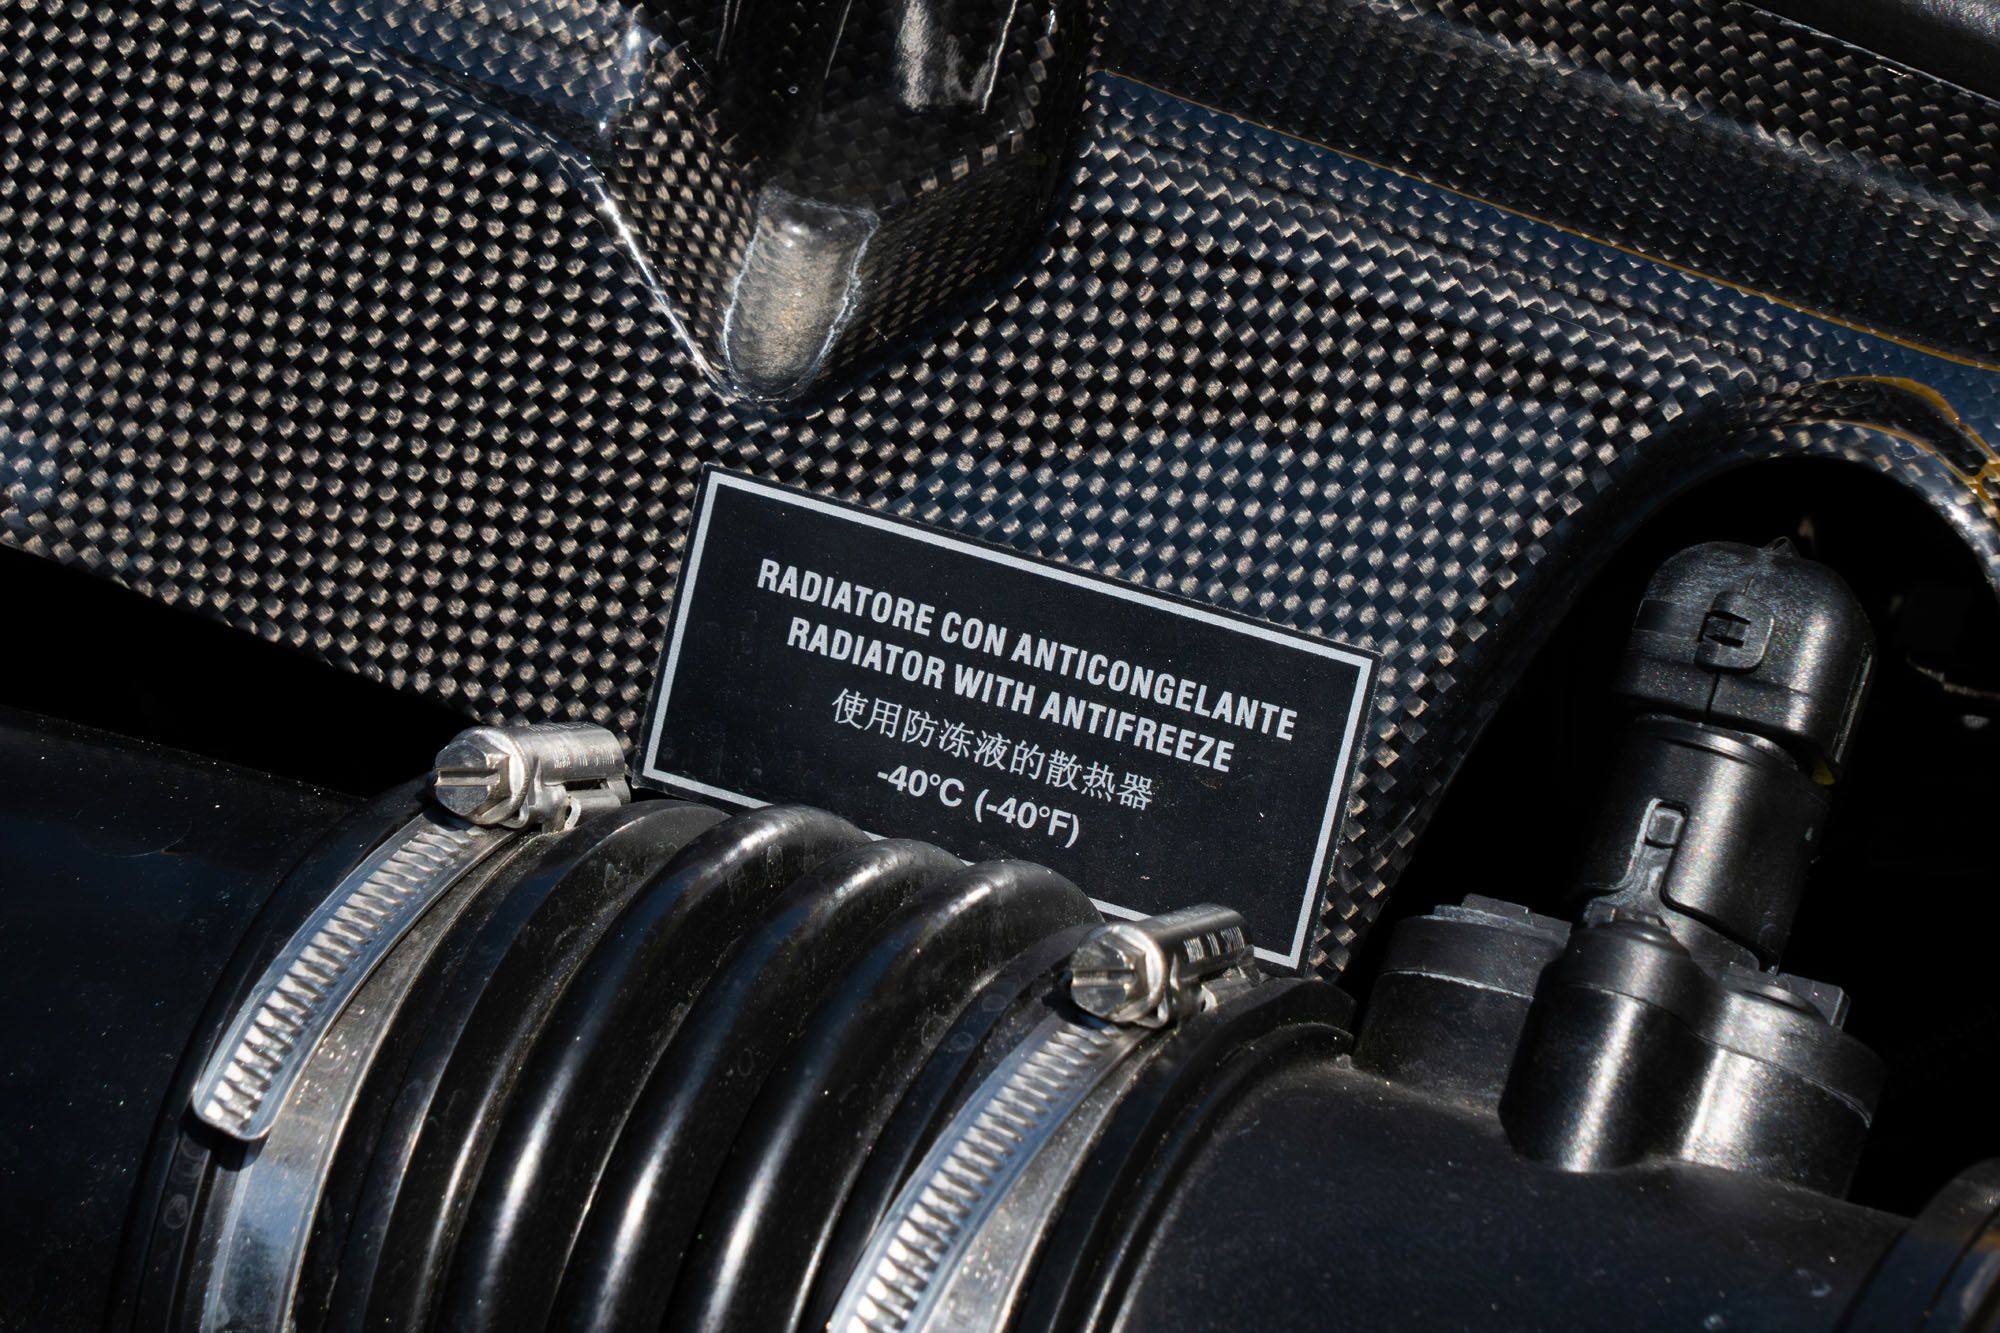 RADIATORE CON ANTICONGELANTE
RADIATOR WITH ANTIFREEZE
使用防冻液的散热器
-40°C (-40°F)